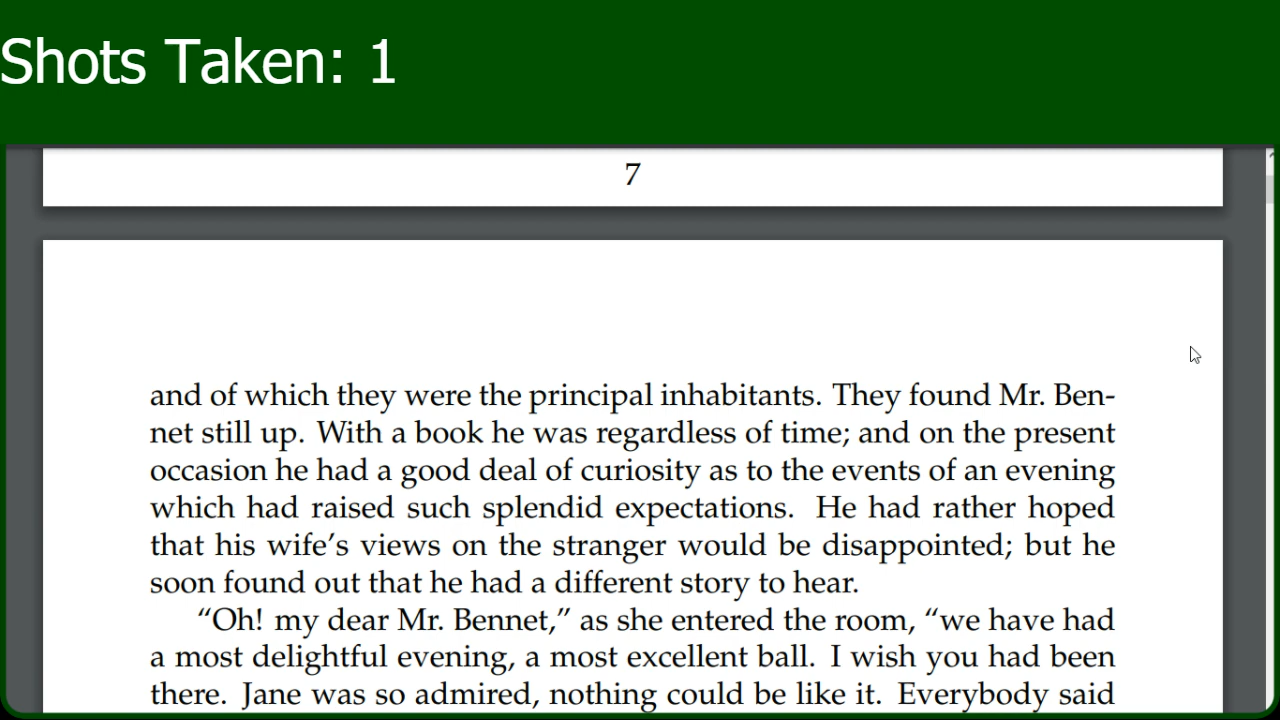 Shots Taken: 1
7
and of which they were the principal inhabitants. They found Mr. Ben-
net still up. With a book he was regardless of time; and on the present
occasion he had a good deal of curiosity as to the events of an evening
which had raised such splendid expectations. He had rather hoped
that his wife’s views on the stranger would be disappointed; but he
soon found out that he had a different story to hear.
“Oh! my dear Mr. Bennet,” as she entered the room, “we have had
a most delightful evening, a most excellent ball. I wish you had been
there. Jane was so admired, nothing could be like it. Everybody said